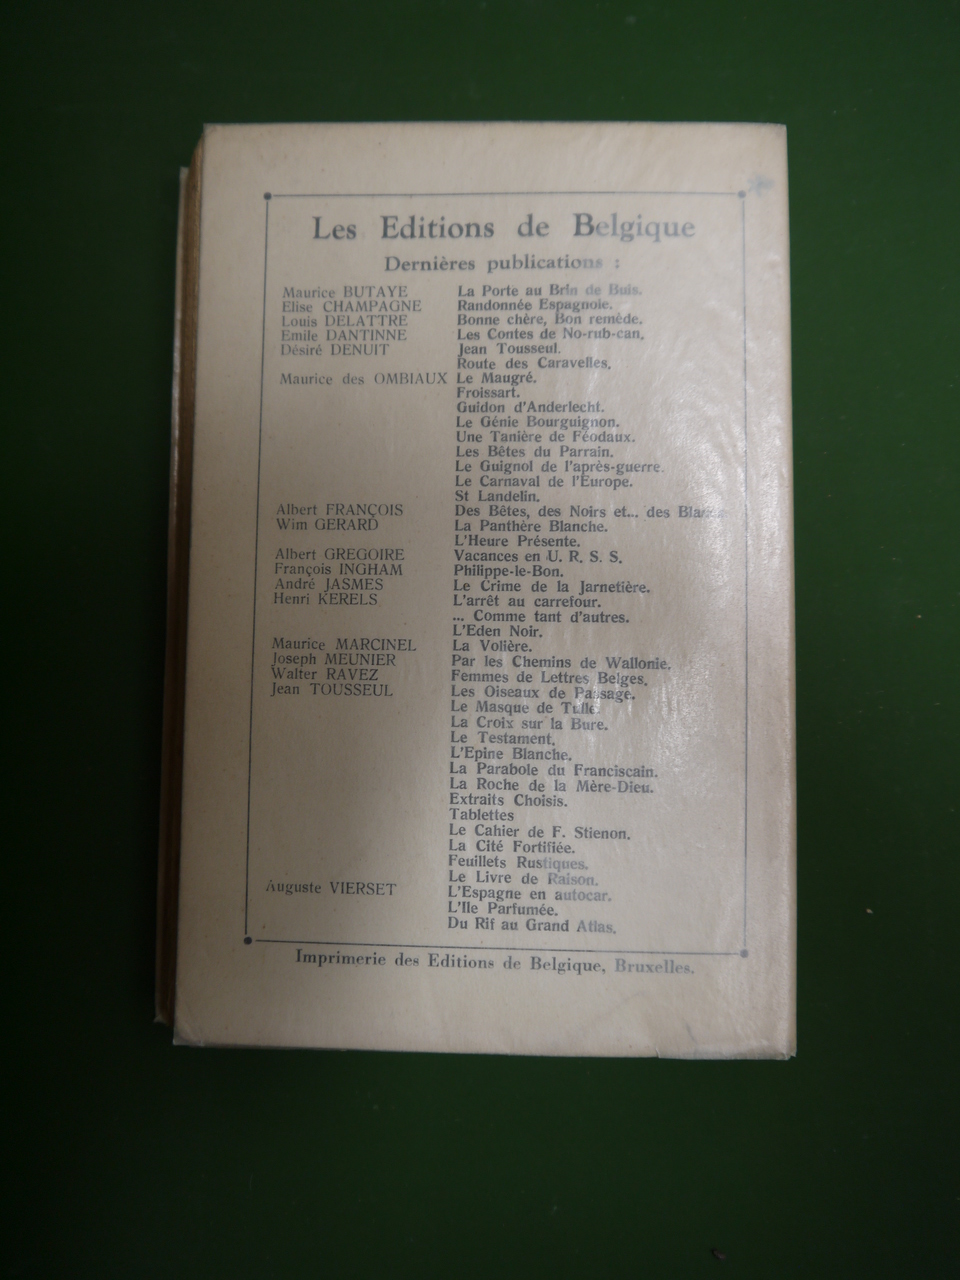 Les Editions de Belgique
Dernières publications :
Maurice BUTAYE La Porte au Brin de Buis.
Elise CHAMPAGNE Randonnée Espagnole.
Louis DELATTRE Bonne chère, Bon remède.
Emile DANTINNE Les Contes de No-rub-can.
Désiré DENUIT Jean Tousseul.
Route des Caravelles.
Maurice des OMBIAUX Le Maugré.
Froissart.
Guidon d'Anderlecht.
Le Génie Bourguignon.
Une Tanière de Féodaux.
Les Bêtes du Parrain.
Le Guignol de l'après-guerre.
Le Carnaval de l'Europe.
St Landelin.
Albert FRANÇOIS Des Bêtes, des Noirs et... des Blancs.
Wim GERARD La Panthère Blanche.
L'Heure Présente.
Albert GREGOIRE Vacances en U. R. S. S.
François INGHAM Philippe-le-Bon.
André JASMES Le Crime de la Jarnetière.
Henri KERELS L'arrêt au carrefour.
... Comme tant d'autres.
L'Eden Noir.
Maurice MARCINEL La Volière.
Joseph MEUNIER Par les Chemins de Wallonie.
Walter RAVEZ Femmes de Lettres Belges.
Jean TOUSSEUL Les Oiseaux de Passage.
Le Masque de Tulle.
La Croix sur la Bure.
Le Testament.
L'Epine Blanche.
La Parabole du Franciscain.
La Roche de la Mère-Dieu.
Extraits Choisis.
Tablettes
Le Cahier de F. Stienon.
La Cité Fortifiée.
Feuillets Rustiques.
Le Livre de Raison.
Auguste VIERSET L'Espagne en autocar.
L'Ile Parfumée.
Du Rif au Grand Atlas.
Imprimerie des Editions de Belgique, Bruxelles.